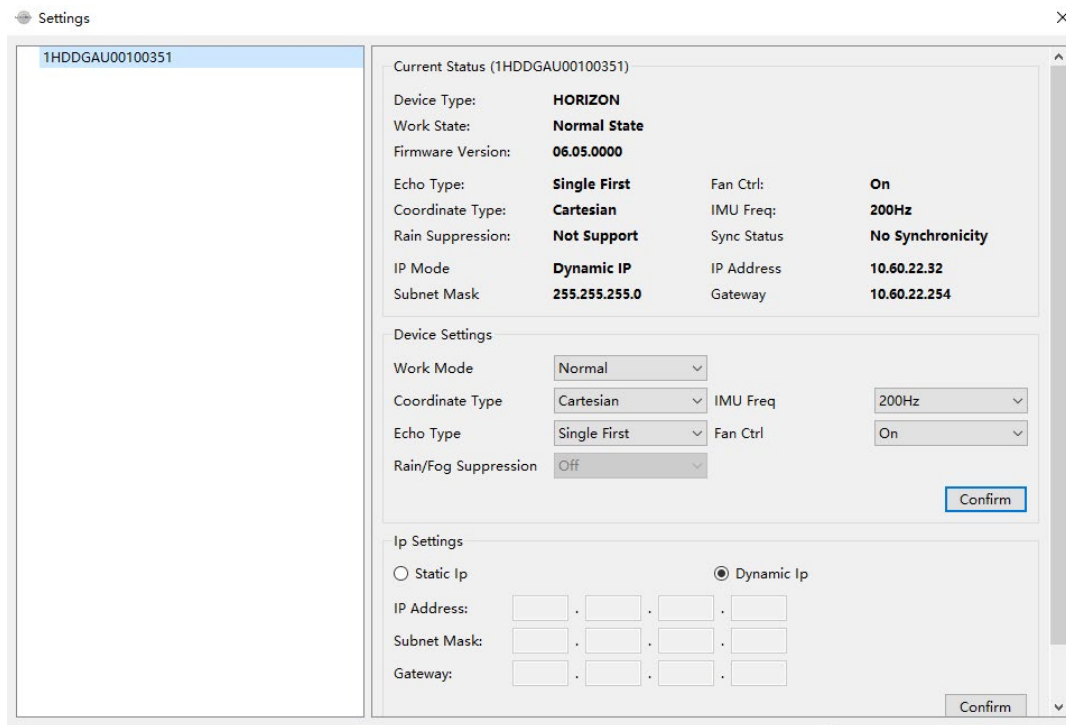 Settings
1HDDGAU00100351
Current Status (1HDDGAU00100351)
Device Type: HORIZON
Work State: Normal State
Firmware Version: 06.05.0000
Echo Type: Single First Fan Ctrl: On
Coordinate Type: Cartesian IMU Freq: 200Hz
Rain Suppression: Not Support Sync Status No Synchronicity
IP Mode Dynamic IP IP Address 10.60.22.32
Subnet Mask 255.255.255.0 Gateway 10.60.22.254
Device Settings
Work Mode Normal
Coordinate Type Cartesian IMU Freq 200Hz
Echo Type Single First Fan Ctrl On
Rain/Fog Suppression Off
Confirm
Ip Settings
Static Ip Dynamic Ip
IP Address: . . .
Subnet Mask: . . .
Gateway: . . .
Confirm